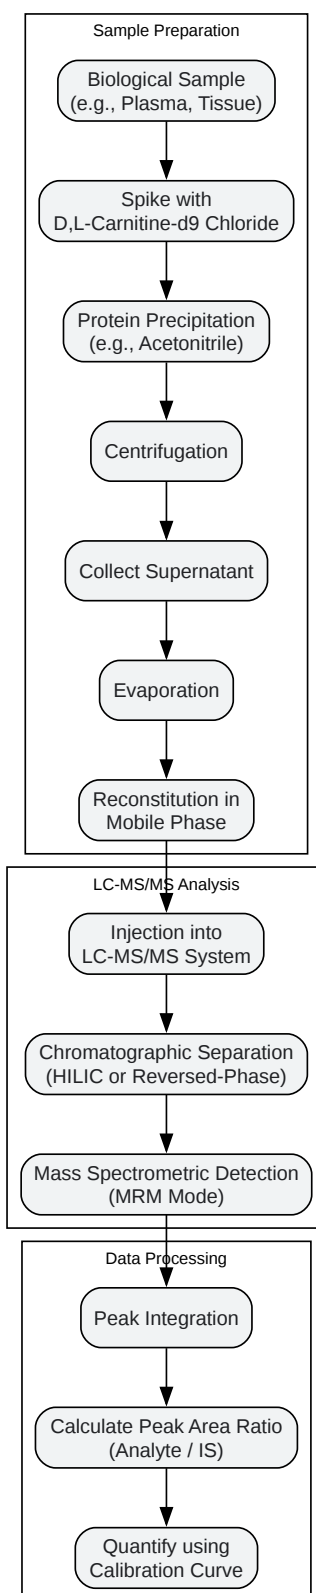 Sample Preparation
Biological Sample
(e.g., Plasma, Tissue)
Spike with
D,L-Carnitine-d9 Chloride
Protein Precipitation
(e.g., Acetonitrile)
Centrifugation
Collect Supernatant
Evaporation
Reconstitution in
Mobile Phase
LC-MS/MS Analysis
Injection into
LC-MS/MS System
Chromatographic Separation
(HILIC or Reversed-Phase)
Mass Spectrometric Detection
(MRM Mode)
Data Processing
Peak Integration
Calculate Peak Area Ratio
(Analyte / IS)
Quantify using
Calibration Curve